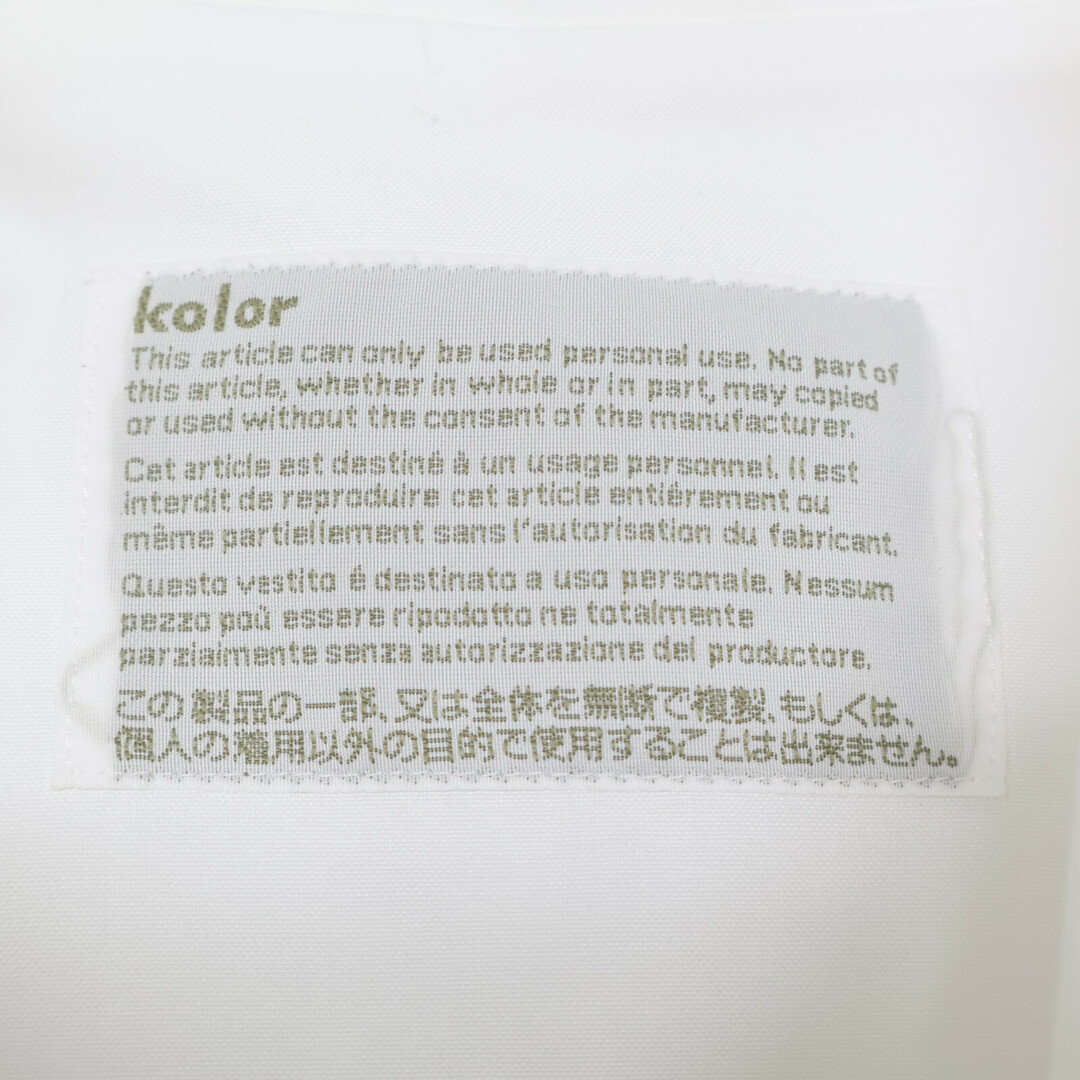 kolor
This article can only be used personal use. No part of
this article, whether in whole or in part, may copied
or used without the consent of the manufacturer.
Cet article est destiné à un usage personnel. Il est
interdit de reproduire cet article entiérement ou
même partiellement sans l'autorisation du fabricant.
Questo vestito é destinato a uso personale. Nessum
pezzo poù essere ripodotto ne totalmente
parziaimente senza autorizzazione del productore.
この製品の一部、又は全体を無断で複製、もしくは、
個人の着用以外の目的で使用することは出来ません。